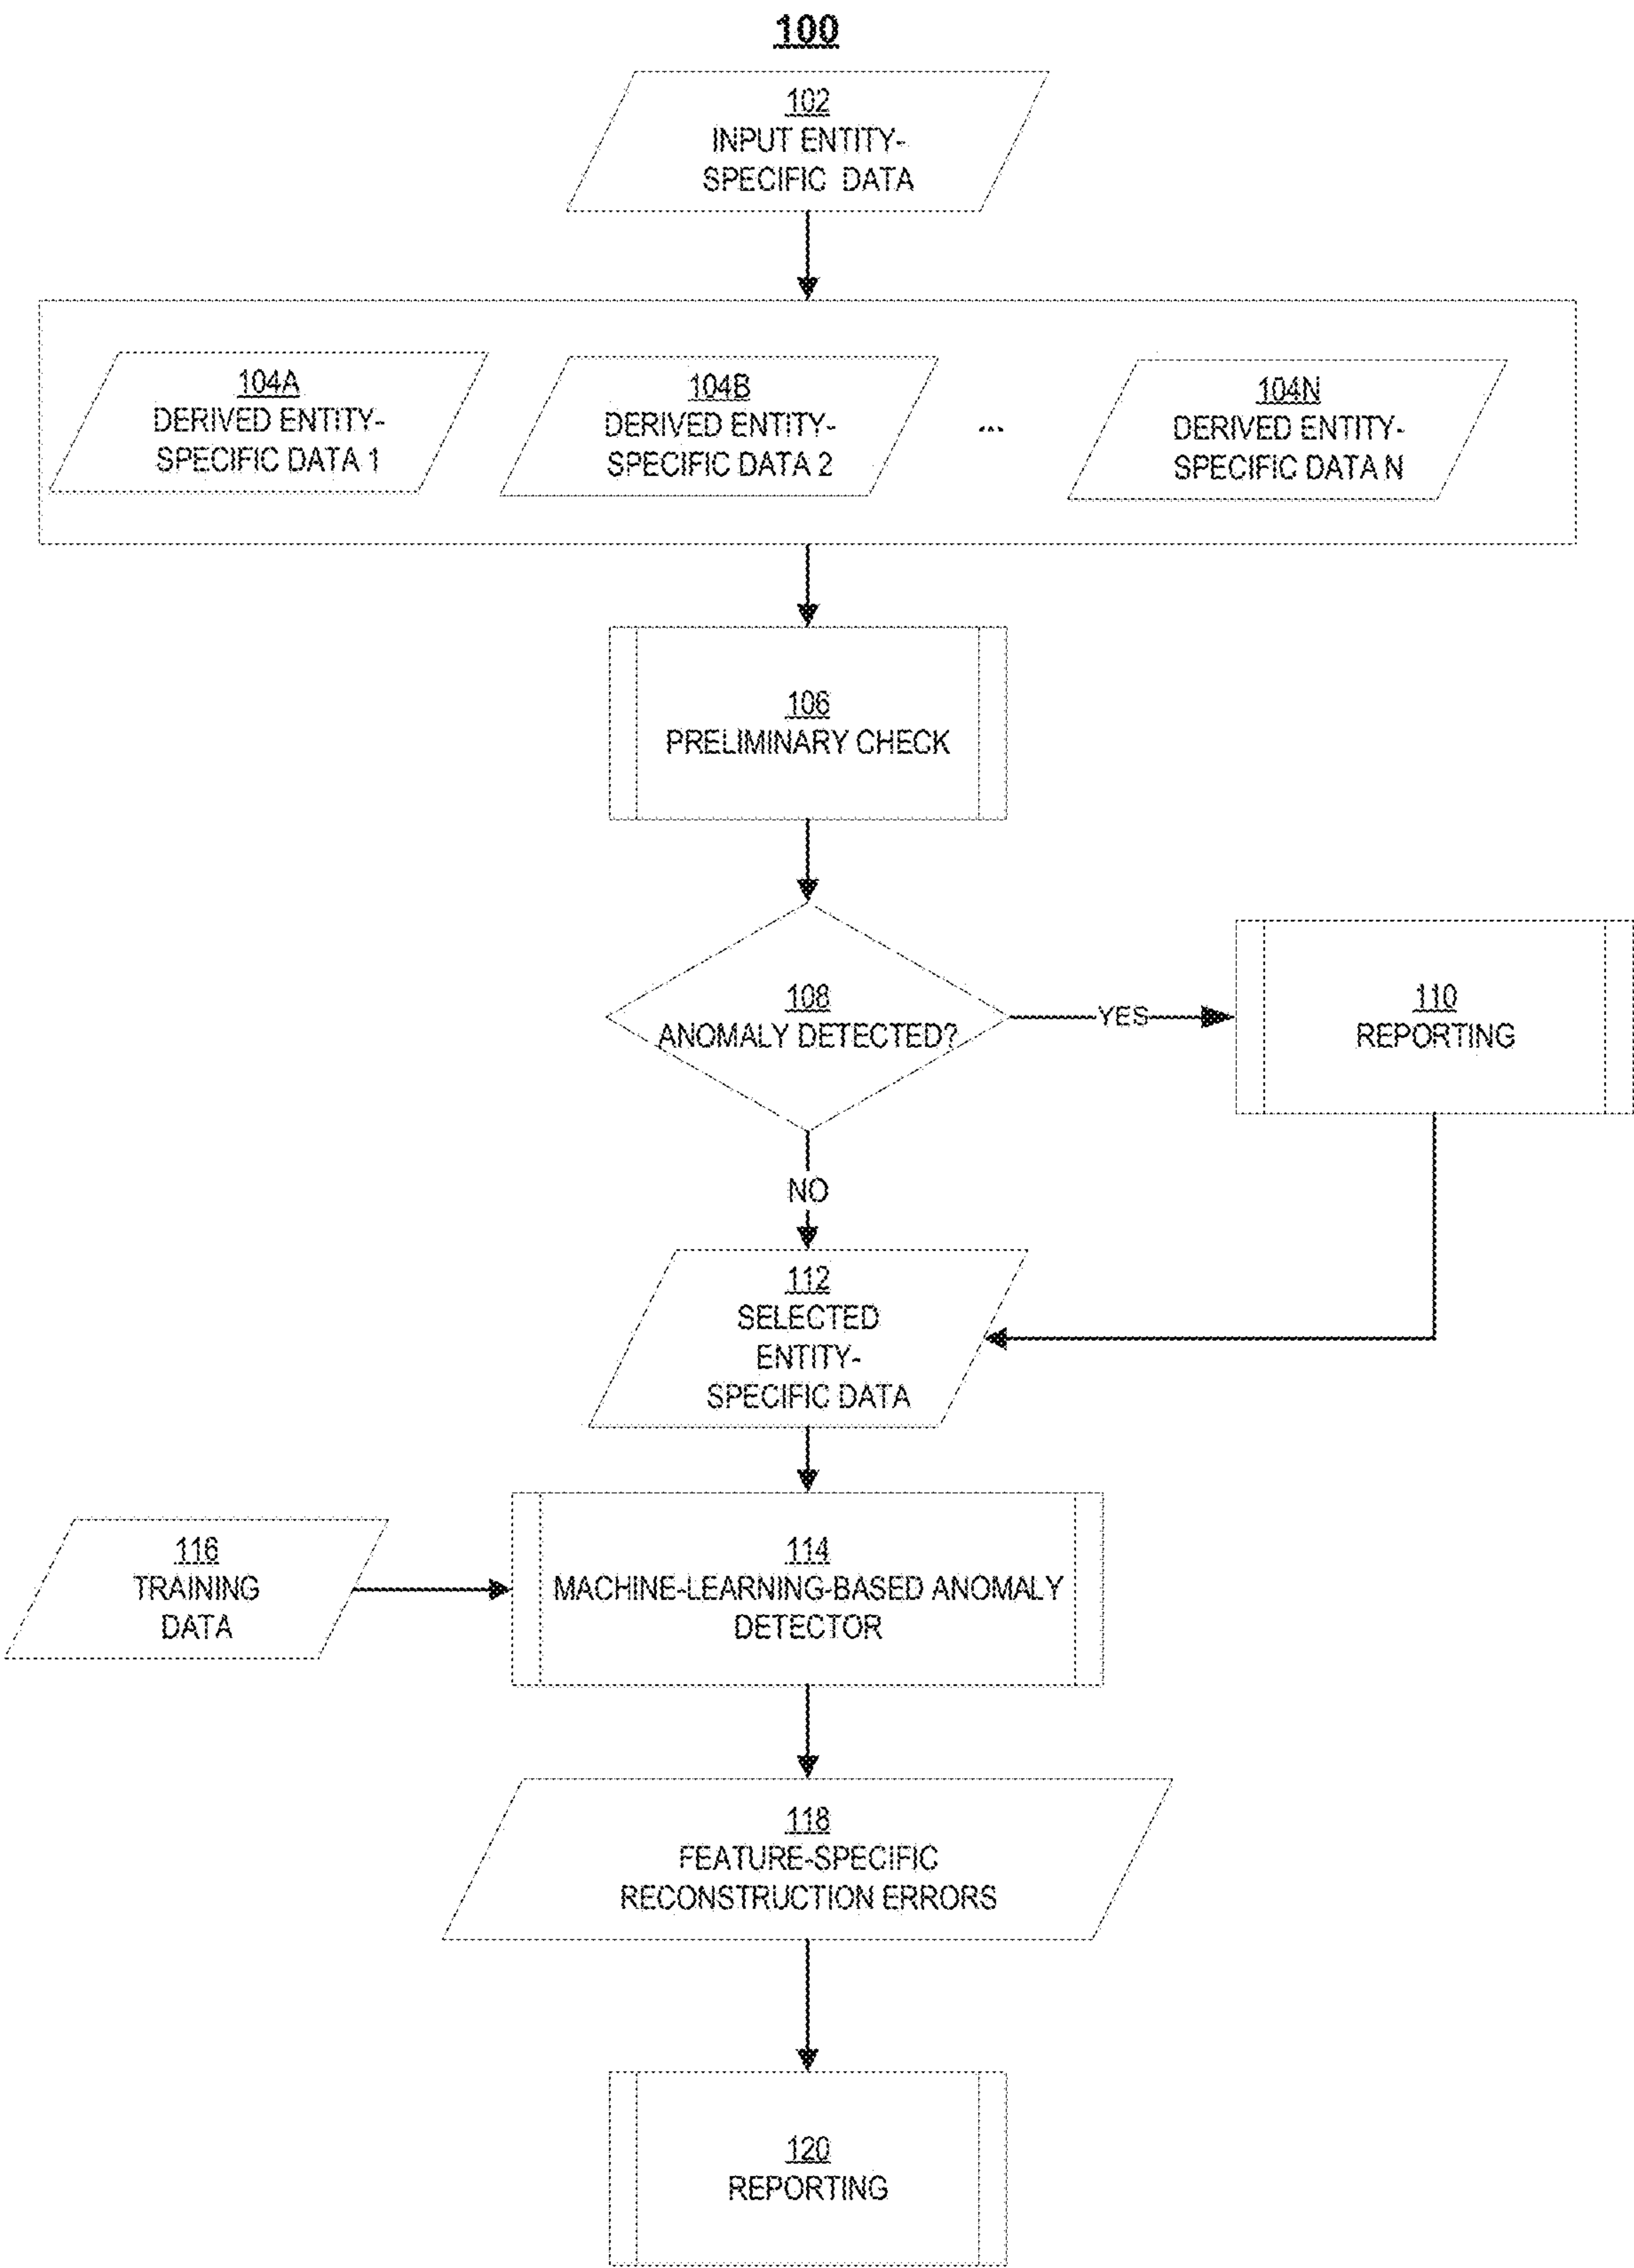 100
102
INPUT ENTITY-
SPECIFIC DATA
104A
DERIVED ENTITY-
SPECIFIC DATA 1
104B
DERIVED ENTITY-
SPECIFIC DATA 2
...
104N
DERIVED ENTITY-
SPECIFIC DATA N
106
PRELIMINARY CHECK
108
ANOMALY DETECTED?
YES
110
REPORTING
NO
112
SELECTED
ENTITY-
SPECIFIC DATA
116
TRAINING
DATA
114
MACHINE-LEARNING-BASED ANOMALY
DETECTOR
118
FEATURE-SPECIFIC
RECONSTRUCTION ERRORS
120
REPORTING